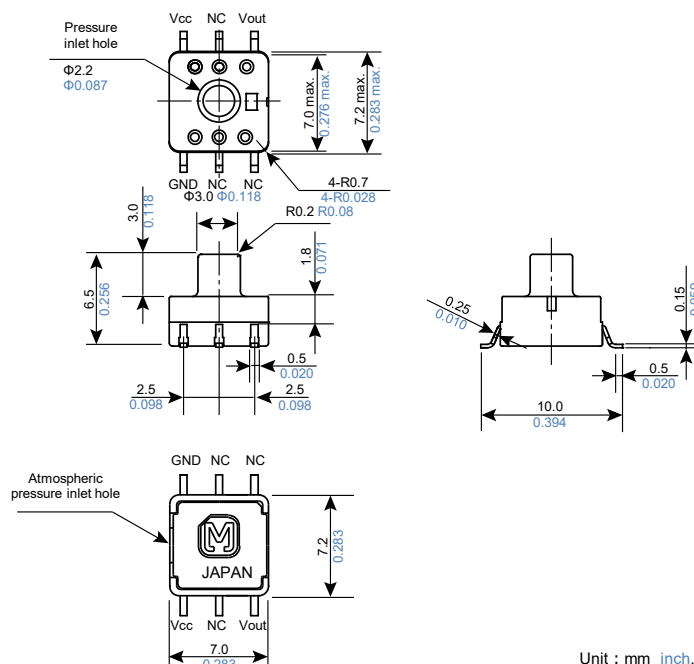 Vcc NC Vout
Pressure
inlet hole
Φ2.2
Φ0.087
7.0 max.
0.276 max.
7.2 max.
0.283 max.
GND NC NC
4-R0.7
4-R0.028
Φ3.0 Φ0.118
R0.2 R0.08
3.0
0.118
6.5
0.256
1.8
0.071
0.5
0.020
2.5
0.098
2.5
0.098
0.25
0.010
0.15
0.5
0.020
10.0
0.394
GND NC NC
Atmospheric
pressure inlet hole
M
JAPAN
7.2
0.283
Vcc NC Vout
7.0
0.283
Unit : mm inch.